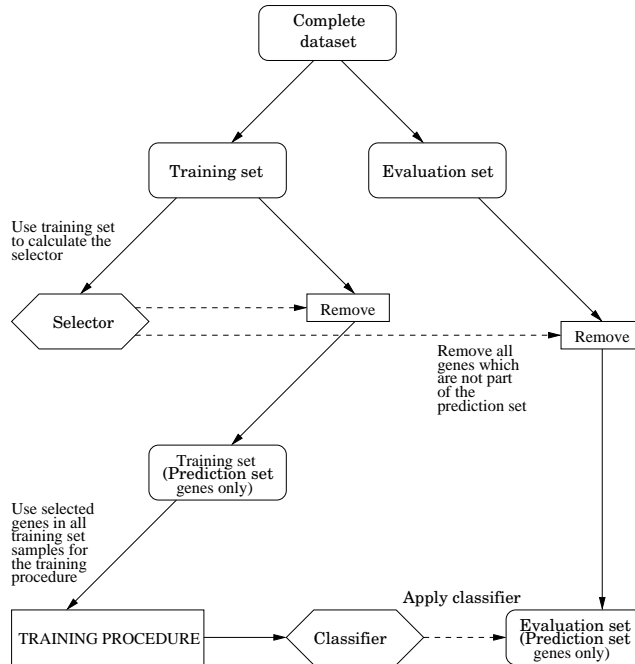 Complete
dataset
Training set
Evaluation set
Use training set
to calculate the
selector
Selector
Remove
Remove
Remove all
genes which
are not part
of the
prediction set
Training set
(Prediction set
genes only)
Use selected
genes in all
training set
samples for
the training
procedure
Apply classifier
TRAINING PROCEDURE
Classifier
Evaluation set
(Prediction set
genes only)